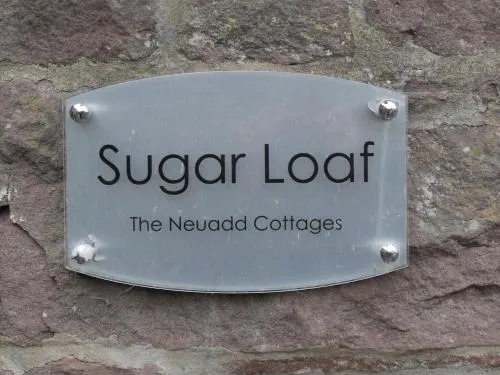 Sugar Loaf
The Neuadd Cottages